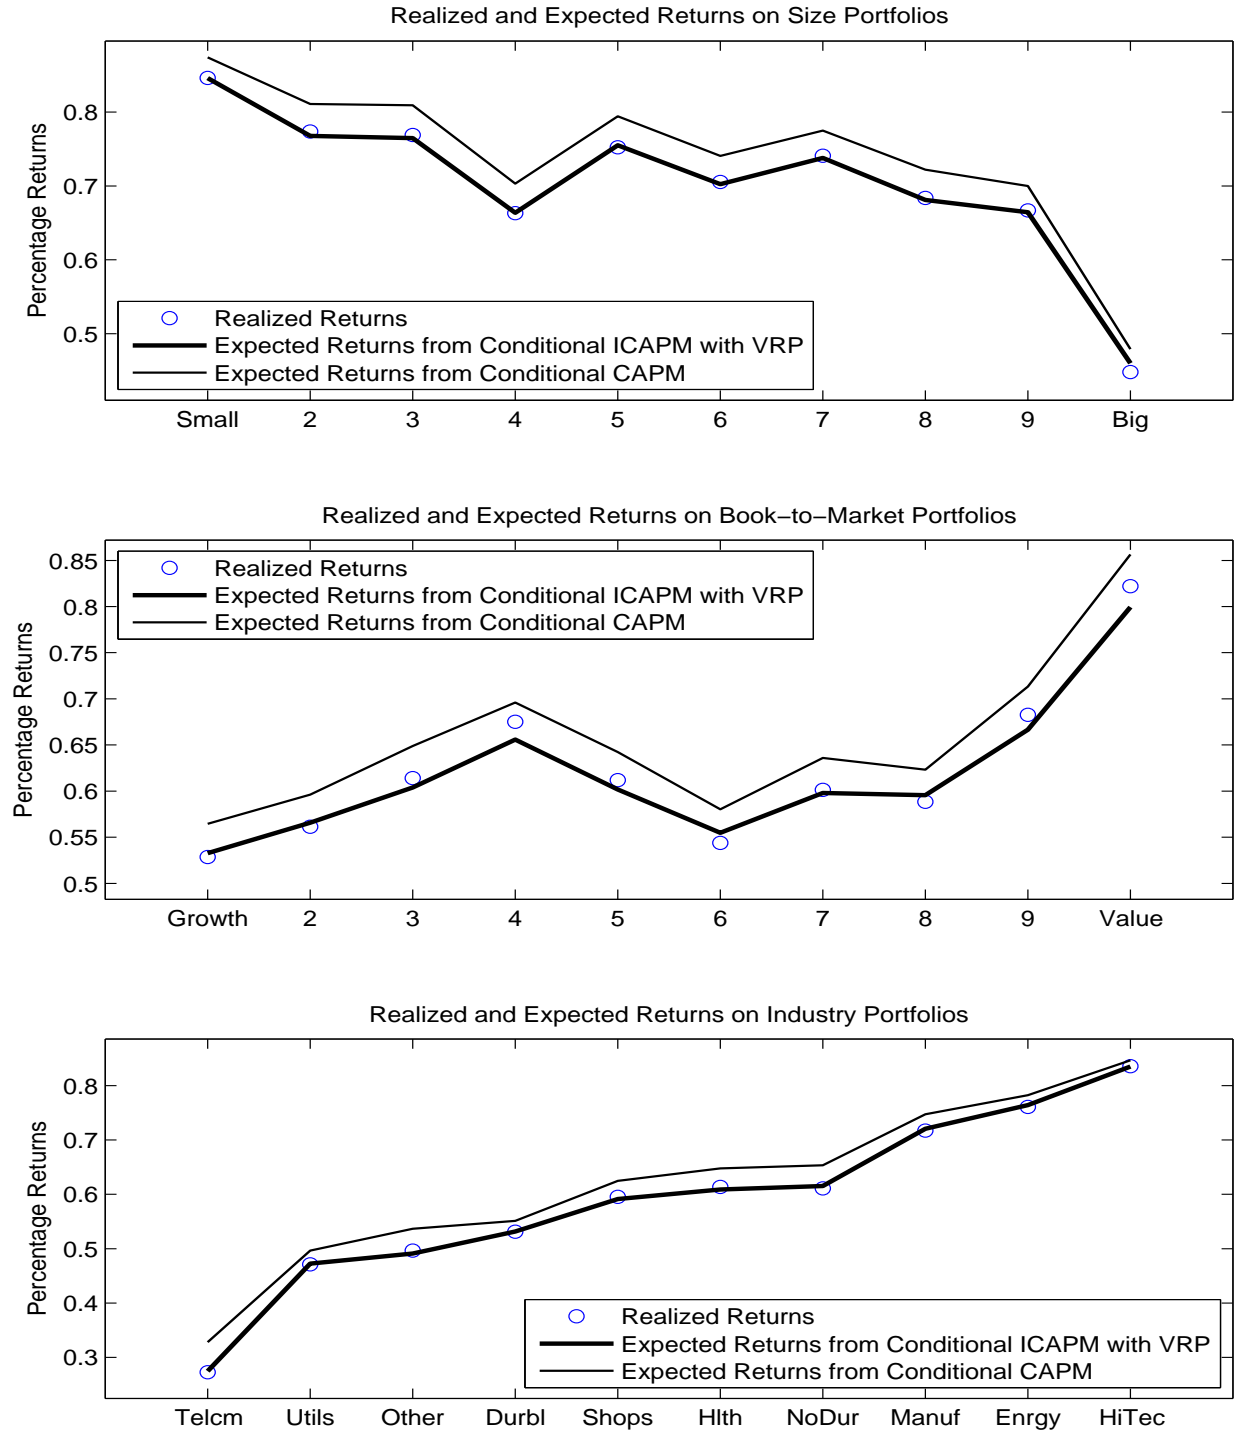 Realized and Expected Returns on Size Portfolios
Percentage Returns
0.8
0.7
0.6
0.5
Realized Returns
Expected Returns from Conditional ICAPM with VRP
Expected Returns from Conditional CAPM
Small 2 3 4 5 6 7 8 9 Big
Realized and Expected Returns on Book−to−Market Portfolios
Percentage Returns
0.85
0.8
0.75
0.7
0.65
0.6
0.55
0.5
Realized Returns
Expected Returns from Conditional ICAPM with VRP
Expected Returns from Conditional CAPM
Growth 2 3 4 5 6 7 8 9 Value
Realized and Expected Returns on Industry Portfolios
Percentage Returns
0.8
0.7
0.6
0.5
0.4
0.3
Realized Returns
Expected Returns from Conditional ICAPM with VRP
Expected Returns from Conditional CAPM
Telcm Utils Other Durbl Shops Hlth NoDur Manuf Enrgy HiTec